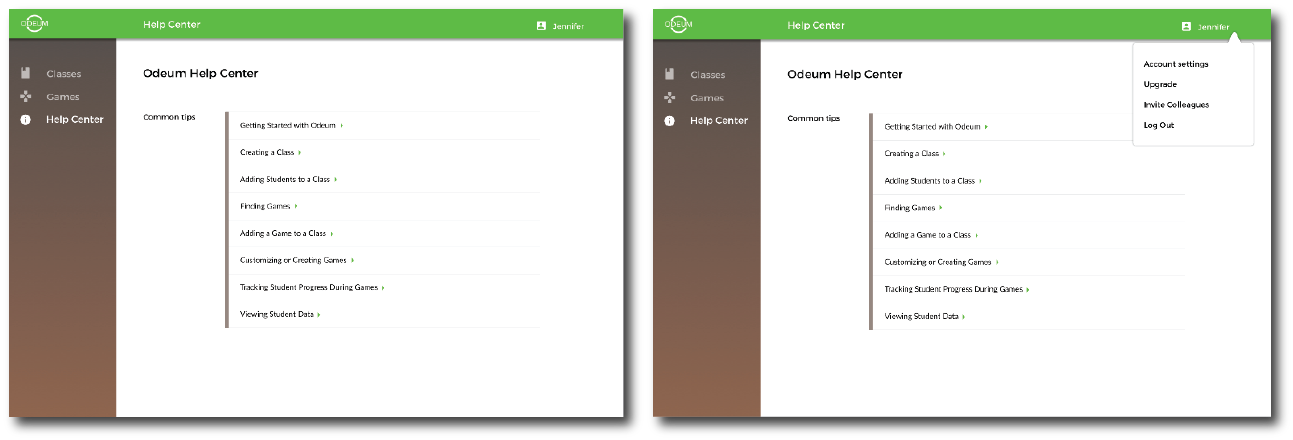 ODEUM
Help Center
Jennifer
Classes
Games
Help Center
Odeum Help Center
Common tips
Getting Started with Odeum
Creating a Class
Adding Students to a Class
Finding Games
Adding a Game to a Class
Customizing or Creating Games
Tracking Student Progress During Games
Viewing Student Data
ODEUM
Help Center
Jennifer
Account settings
Upgrade
Invite Colleagues
Log Out
Classes
Games
Help Center
Odeum Help Center
Common tips
Getting Started with Odeum
Creating a Class
Adding Students to a Class
Finding Games
Adding a Game to a Class
Customizing or Creating Games
Tracking Student Progress During Games
Viewing Student Data